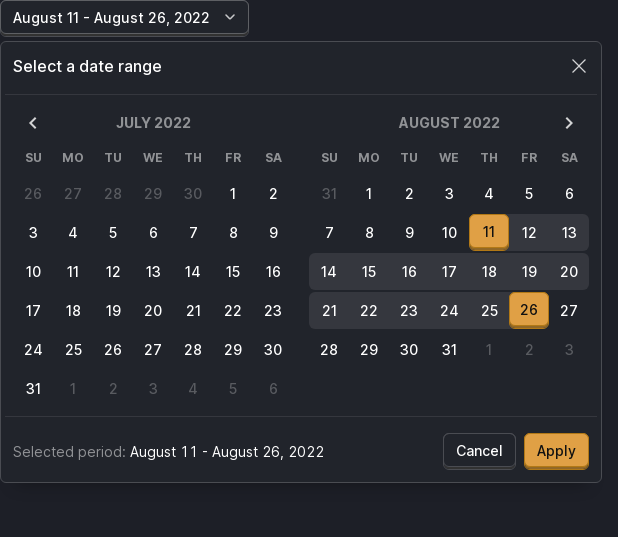 August 11 - August 26, 2022
Select a date range
JULY 2022
SU MO TU WE TH FR SA
26 27 28 29 30 1 2
3 4 5 6 7 8 9
10 11 12 13 14 15 16
17 18 19 20 21 22 23
24 25 26 27 28 29 30
31 1 2 3 4 5 6
AUGUST 2022
SU MO TU WE TH FR SA
31 1 2 3 4 5 6
7 8 9 10 11 12 13
14 15 16 17 18 19 20
21 22 23 24 25 26 27
28 29 30 31 1 2 3
Selected period: August 11 - August 26, 2022
Cancel
Apply